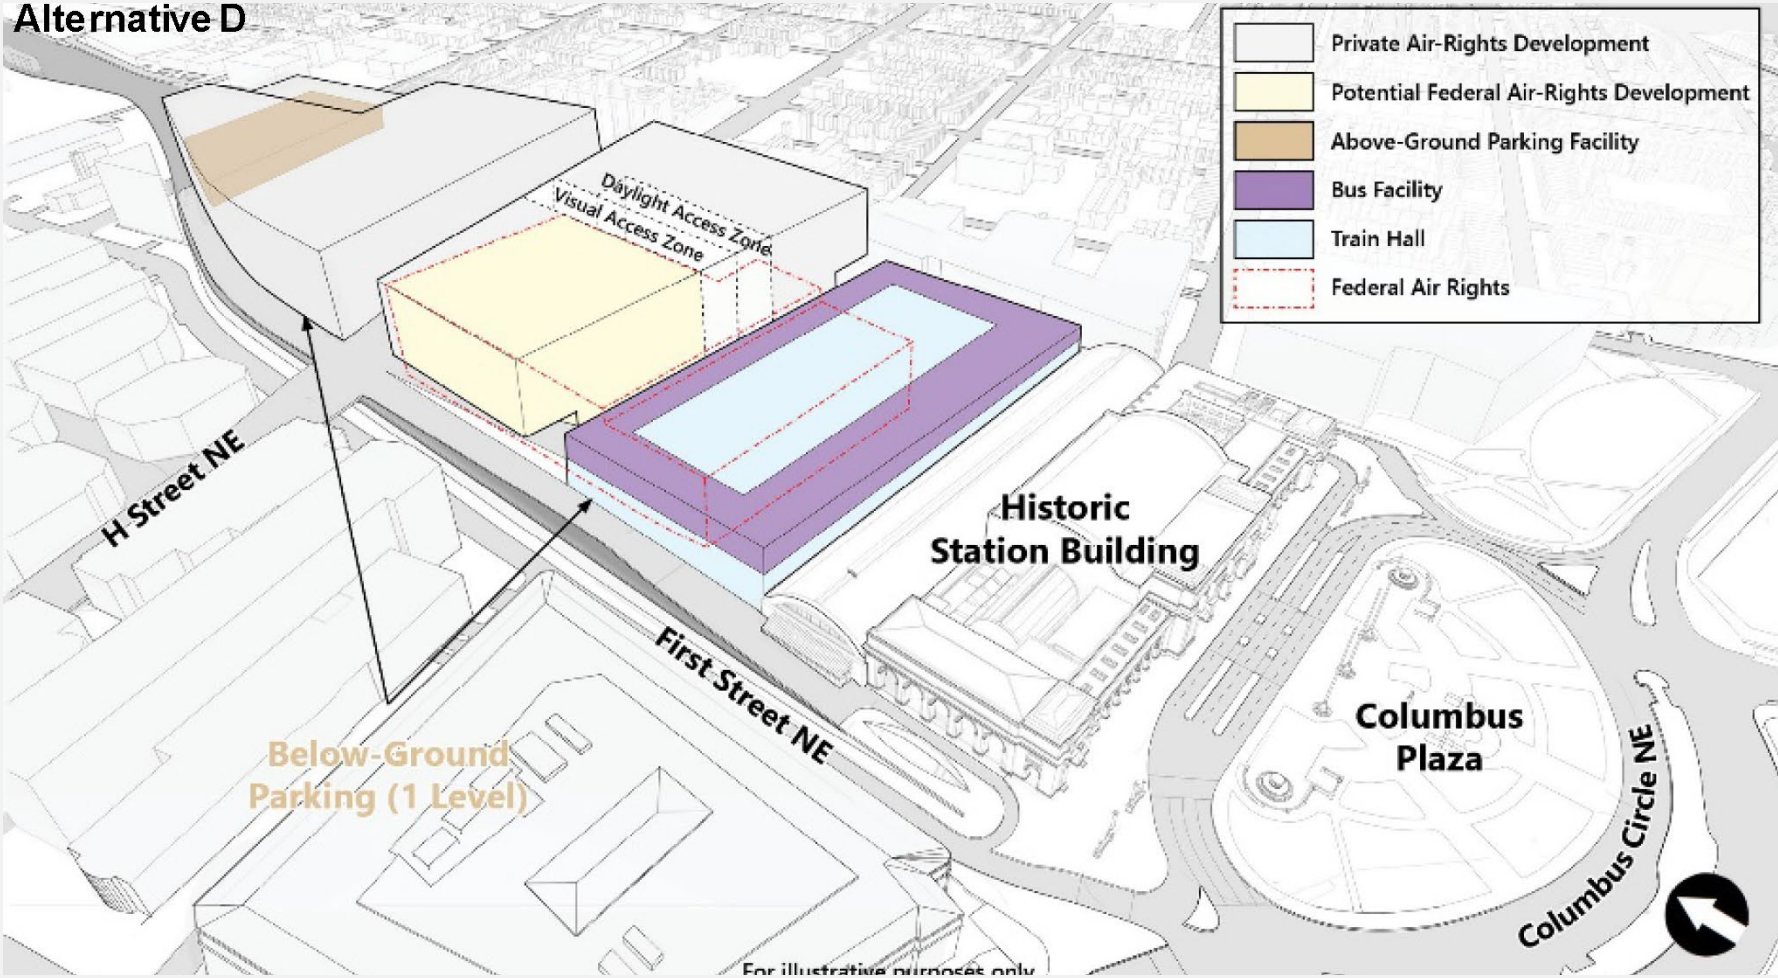 Alternative D
Private Air-Rights Development
Potential Federal Air-Rights Development
Above-Ground Parking Facility
Bus Facility
Train Hall
Federal Air Rights
Daylight Access Zone
Visual Access Zone
H Street NE
Historic
Station Building
First Street NE
Columbus
Plaza
Columbus Circle NE
Below-Ground
Parking (1 Level)
For illustrative purposes only